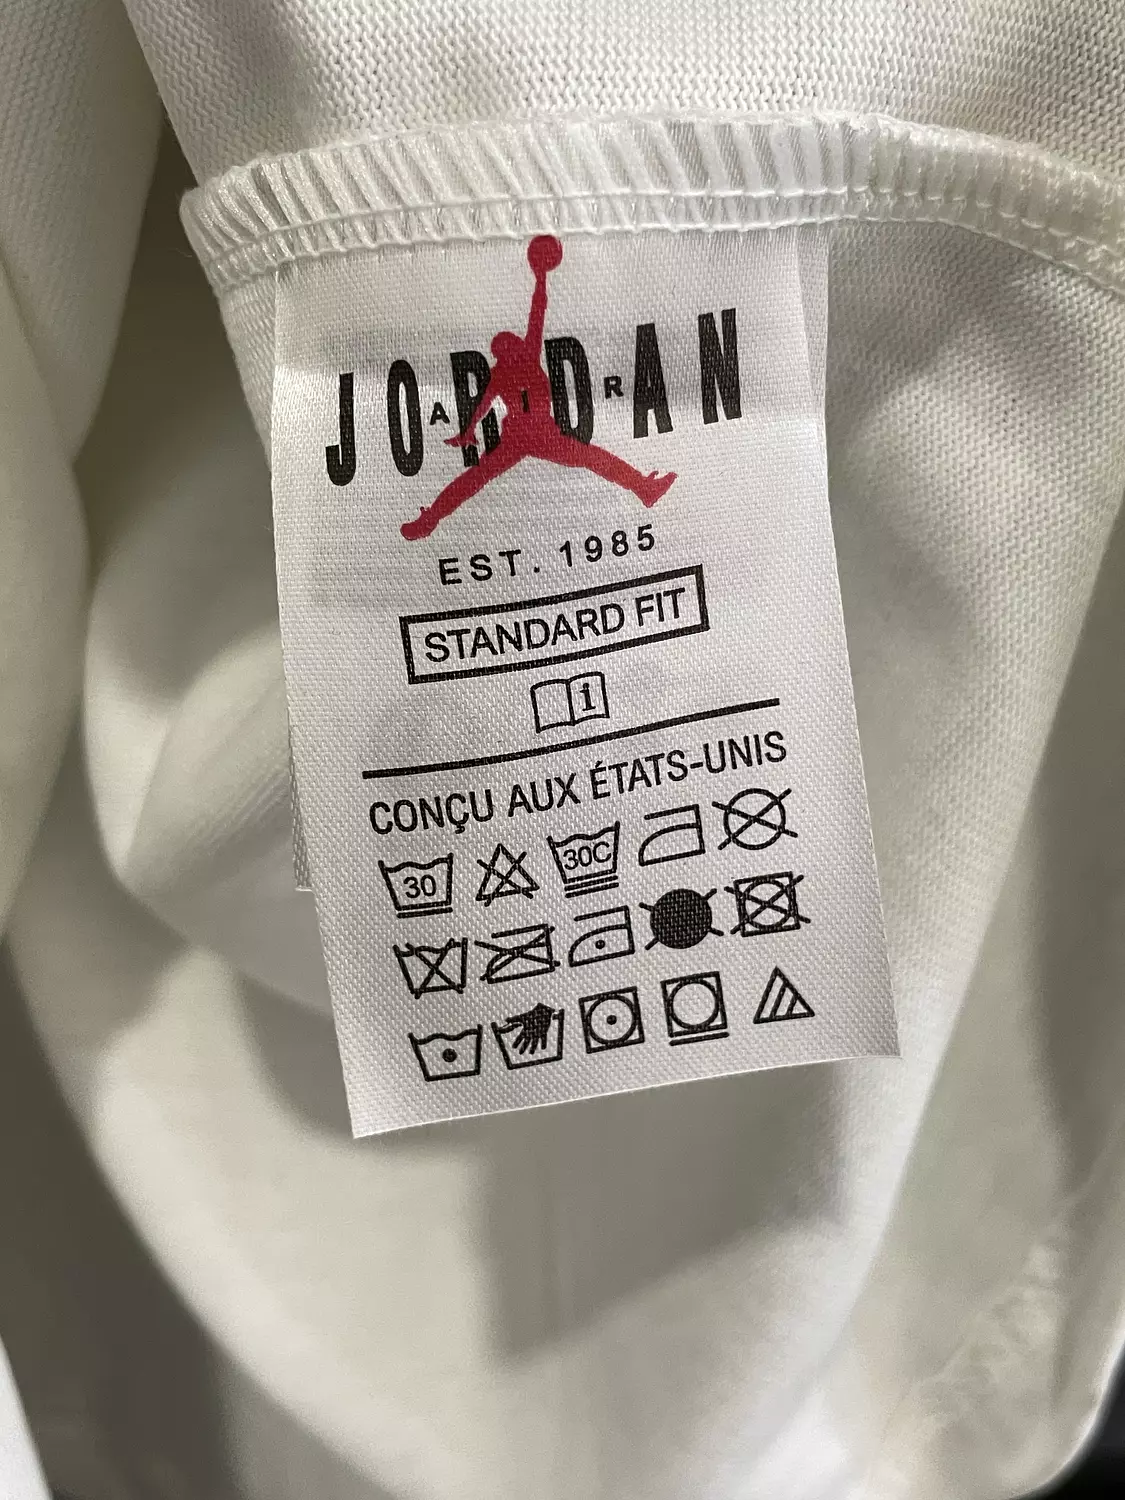 JORDAN
AIR
EST. 1985
STANDARD FIT
i
CONÇU AUX ÉTATS-UNIS
30 30C